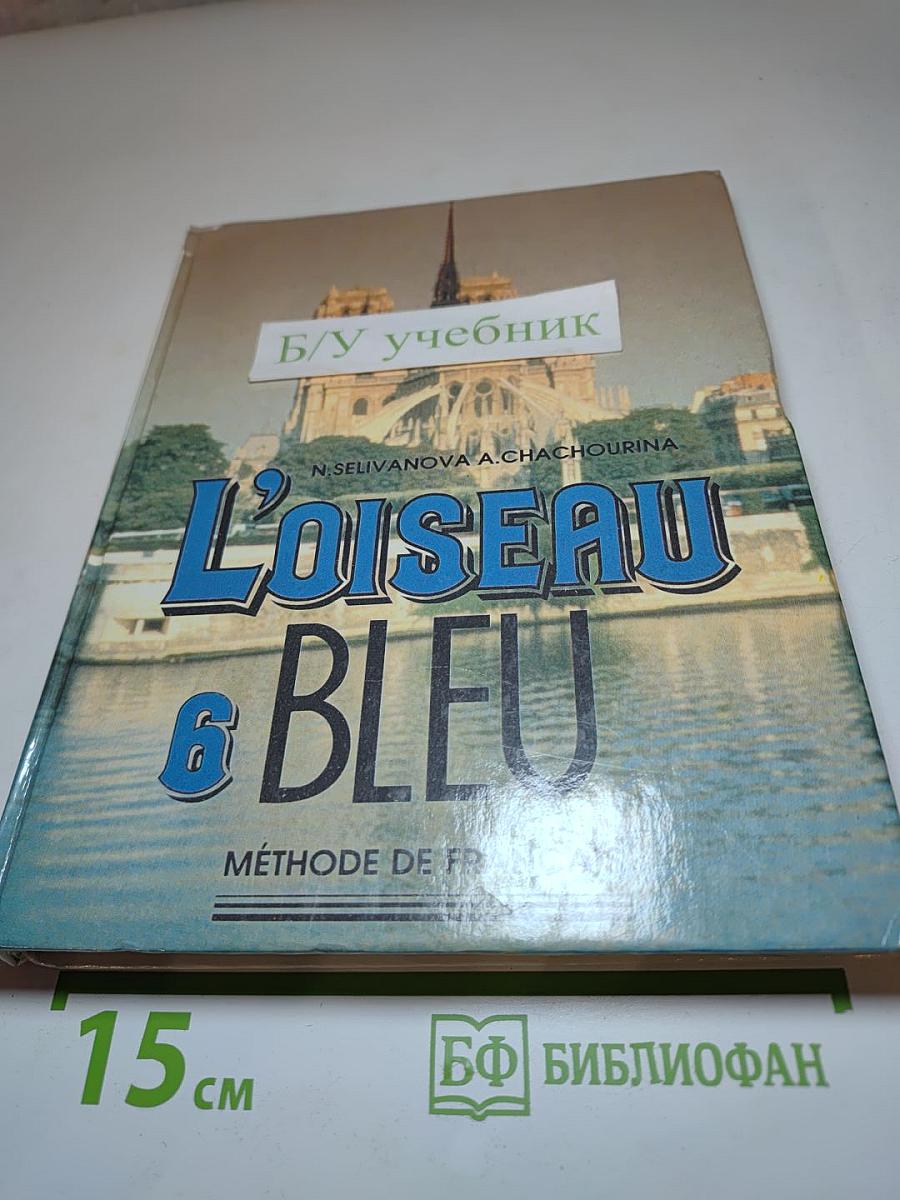 Б/У учебник
N.SELIVANOVA A.CHACHOURINA
L'OISEAU
6 BLEU
MÉTHODE DE FR
15 см
БФ БИБЛИОФАН